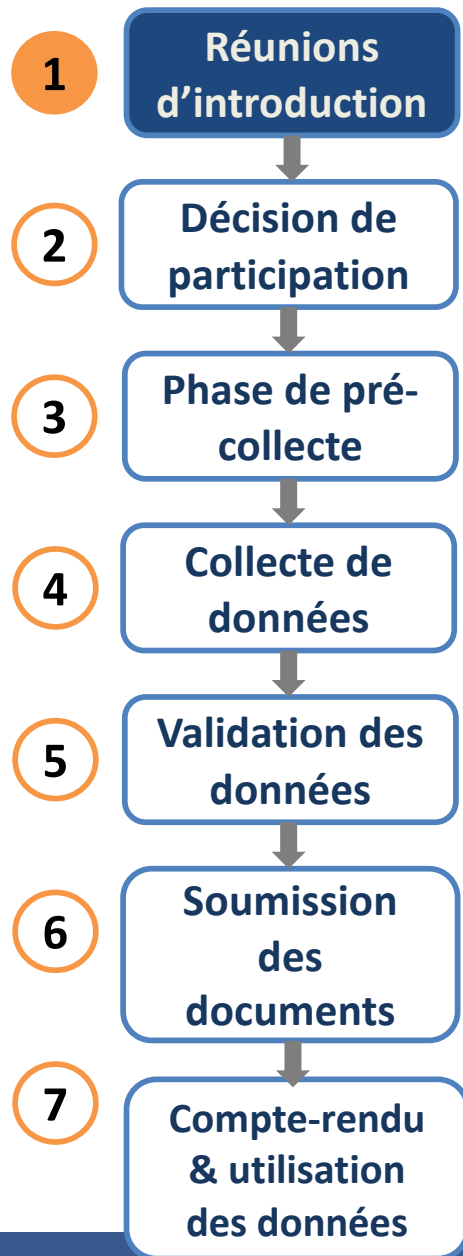 1
Réunions
d’introduction
2
Décision de
participation
3
Phase de pré-
collecte
4
Collecte de
données
5
Validation des
données
6
Soumission
des
documents
7
Compte-rendu
& utilisation
des données